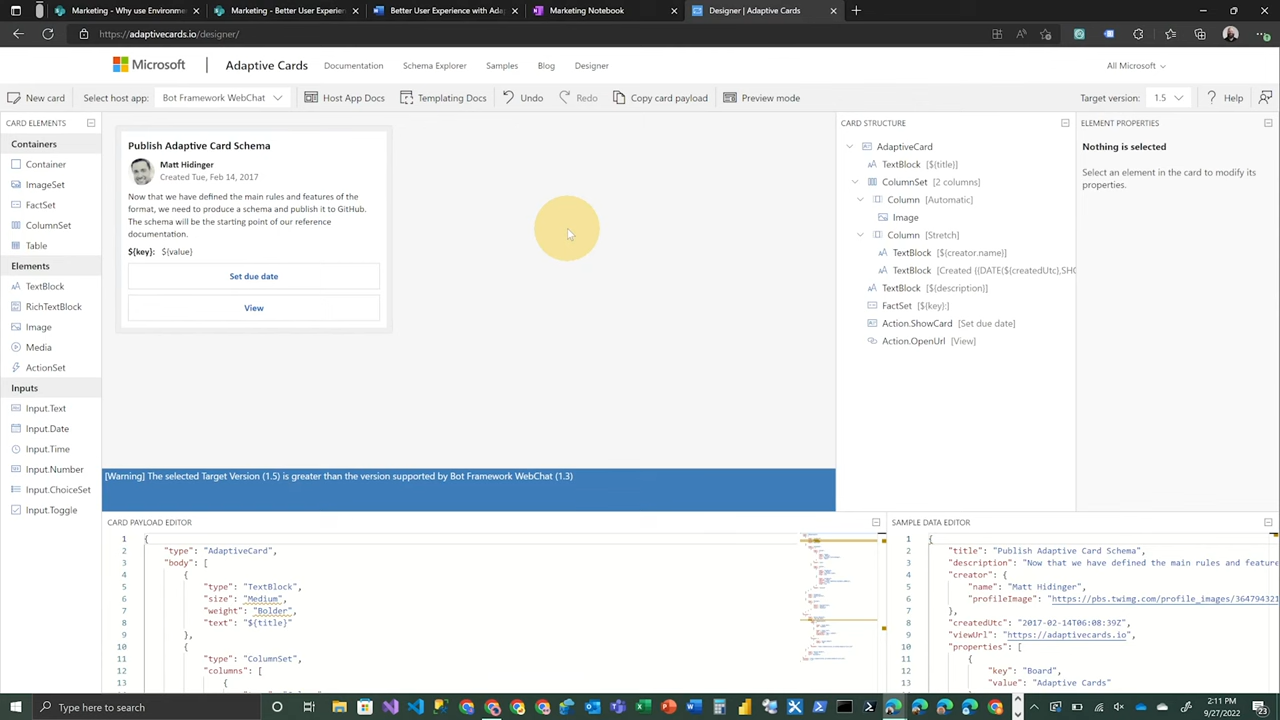 Marketing - Why use Environme
Marketing - Better User Experien
Better User Experience with Ada
Marketing Notebook
Designer | Adaptive Cards
https://adaptivecards.io/designer/
Microsoft
Adaptive Cards
Documentation
Schema Explorer
Samples
Blog
Designer
All Microsoft
New card
Select host app:
Bot Framework WebChat
Host App Docs
Templating Docs
Undo
Redo
Copy card payload
Preview mode
Target version:
1.5
Help
CARD ELEMENTS
Containers
Container
ImageSet
FactSet
ColumnSet
Table
Elements
TextBlock
RichTextBlock
Image
Media
ActionSet
Inputs
Input.Text
Input.Date
Input.Time
Input.Number
Input.ChoiceSet
Input.Toggle
Publish Adaptive Card Schema
Matt Hidinger
Created Tue, Feb 14, 2017
Now that we have defined the main rules and features of the
format, we need to produce a schema and publish it to GitHub.
The schema will be the starting point of our reference
documentation.
${key}: ${value}
Set due date
View
[Warning] The selected Target Version (1.5) is greater than the version supported by Bot Framework WebChat (1.3)
CARD STRUCTURE
AdaptiveCard
TextBlock [${title}]
ColumnSet [2 columns]
Column [Automatic]
Image
Column [Stretch]
TextBlock [${creator.name}]
TextBlock [Created {{DATE(${createdUtc},SHO
TextBlock [${description}]
FactSet [${key}:]
Action.ShowCard [Set due date]
Action.OpenUrl [View]
ELEMENT PROPERTIES
Nothing is selected
Select an element in the card to modify its
properties.
CARD PAYLOAD EDITOR
1 {
2 "type": "AdaptiveCard",
3 "body": [
4 {
5 "type": "TextBlock",
6 "size": "Medium",
7 "weight": "Bolder",
8 "text": "${title}"
9 },
10 {
11 "type": "ColumnSet",
12 "columns": [
13 {
SAMPLE DATA EDITOR
1 {
2 "title": "Publish Adaptive Card Schema",
3 "description": "Now that we have defined the main rules and feature
4 "creator": {
5 "name": "Matt Hidinger",
6 "profileImage": "https://pbs.twimg.com/profile_images/364794321
7 },
8 "createdUtc": "2017-02-14T06:08:39Z",
9 "viewUrl": "https://adaptivecards.io",
10 "properties": [
11 {
12 "key": "Board",
13 "value": "Adaptive Cards"
Type here to search
2:11 PM
9/27/2022